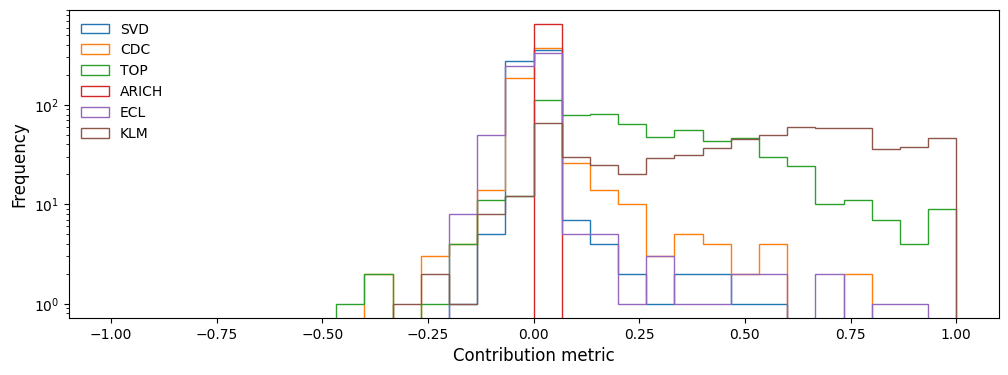 SVD
CDC
TOP
ARICH
ECL
KLM
Frequency
10²
10¹
10⁰
−1.00 −0.75 −0.50 −0.25 0.00 0.25 0.50 0.75 1.00
Contribution metric